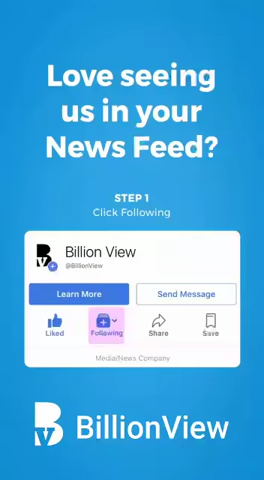 Love seeing
us in your
News Feed?
STEP 1
Click Following
Billion View
@BillionView
Learn More
Send Message
Liked
Following
Share
Save
Media/News Company
BillionView